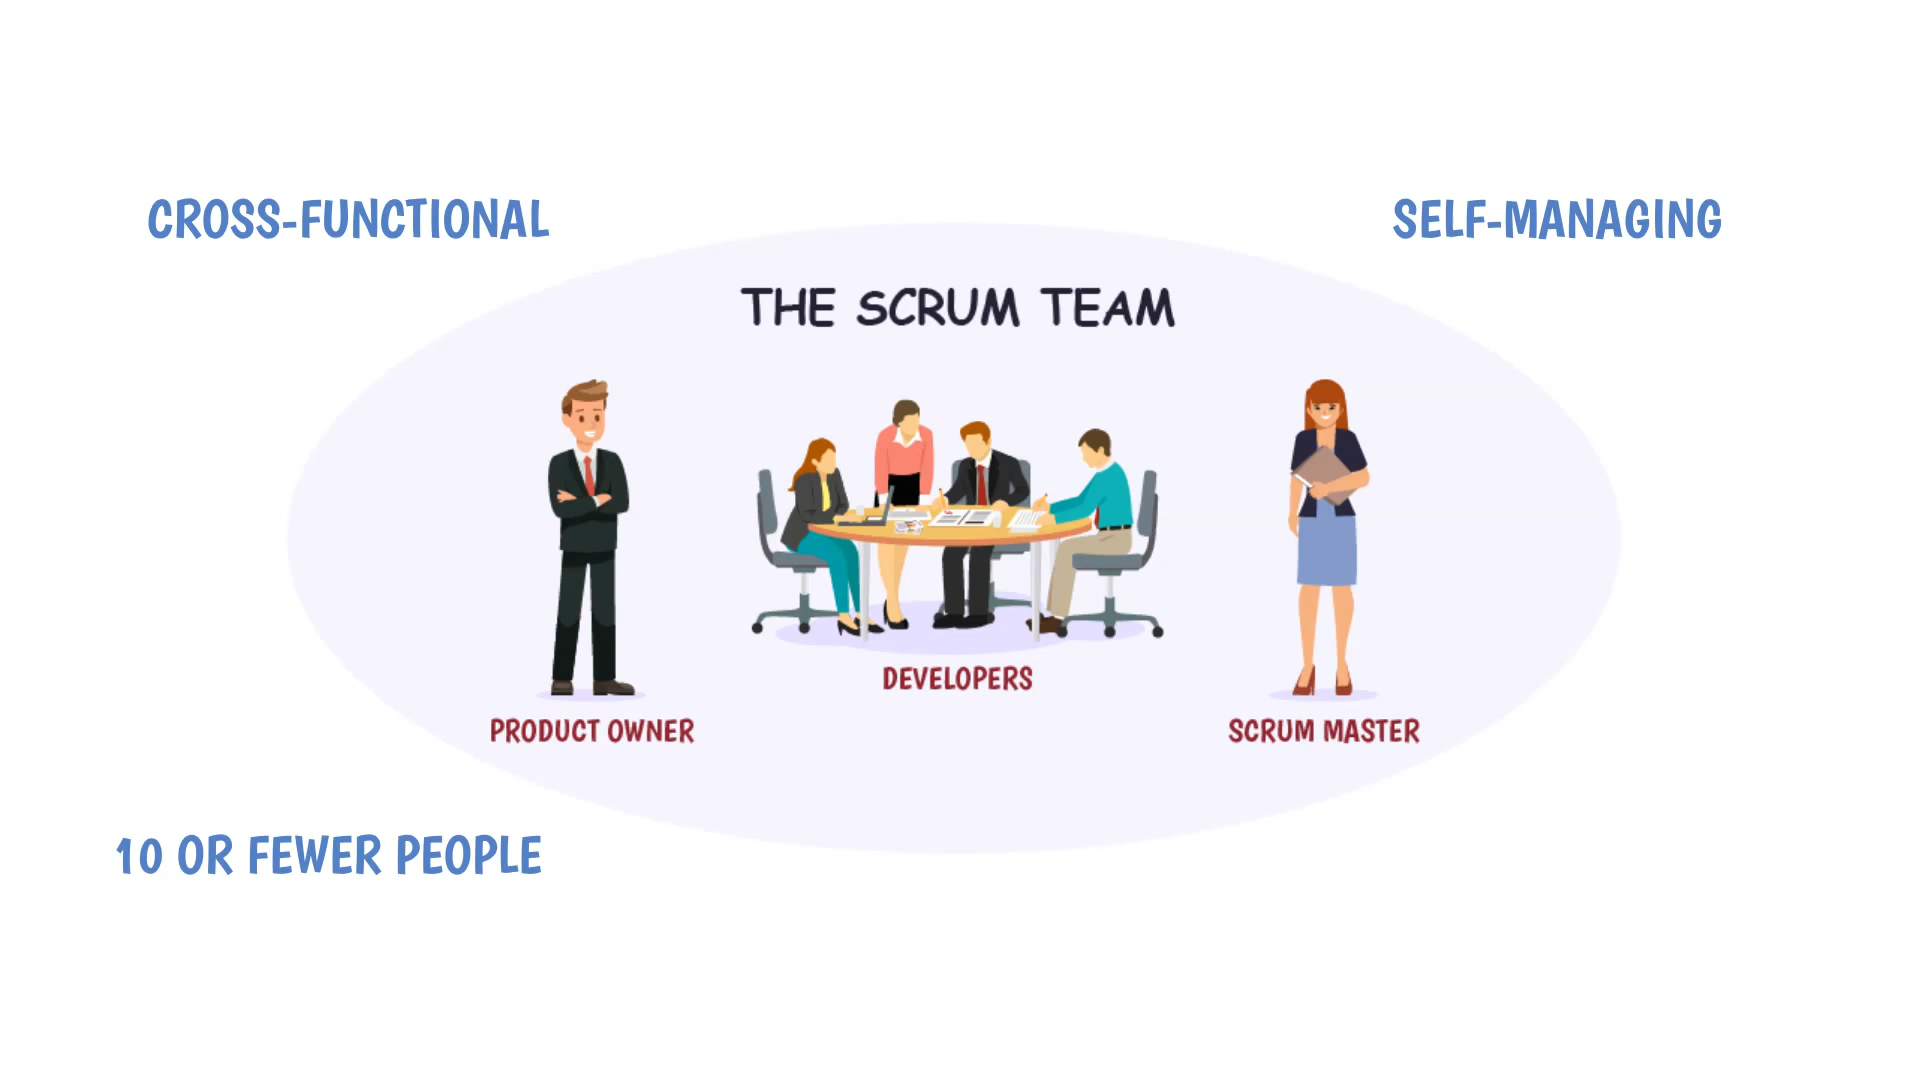 CROSS-FUNCTIONAL
SELF-MANAGING
THE SCRUM TEAM
DEVELOPERS
PRODUCT OWNER
SCRUM MASTER
10 OR FEWER PEOPLE